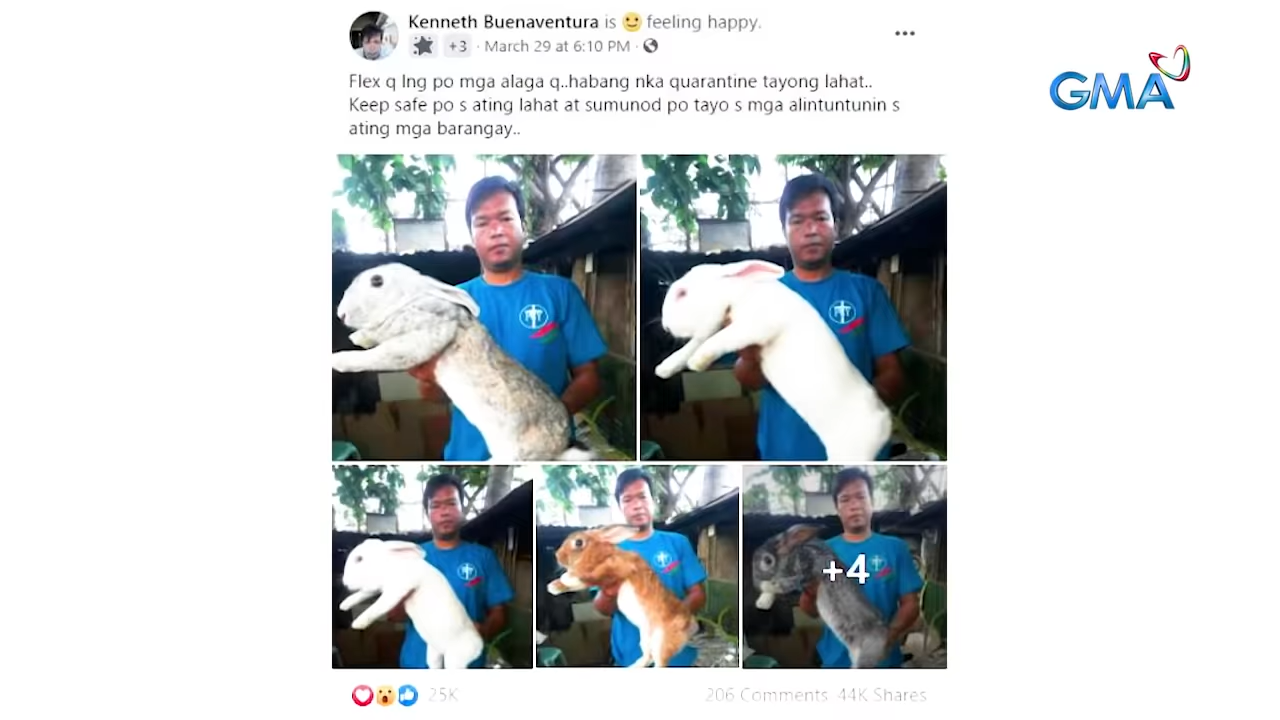 Kenneth Buenaventura is feeling happy.
+3 · March 29 at 6:10 PM ·
GMA
Flex q lng po mga alaga q..habang nka quarantine tayong lahat..
Keep safe po s ating lahat at sumunod po tayo s mga alintuntunin s
ating mga barangay..
+4
25K
206 Comments 44K Shares